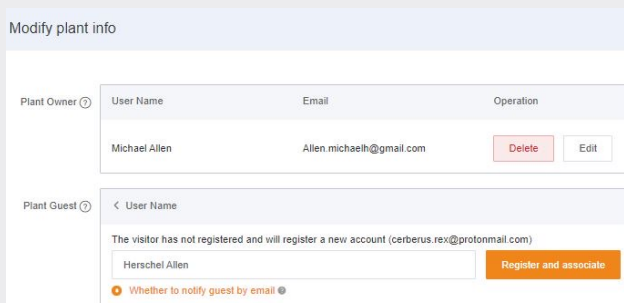 Modify plant info
Plant Owner ?
User Name Email Operation
Michael Allen Allen.michaelh@gmail.com Delete Edit
Plant Guest ?
< User Name
The visitor has not registered and will register a new account (cerberus.rex@protonmail.com)
Herschel Allen Register and associate
Whether to notify guest by email